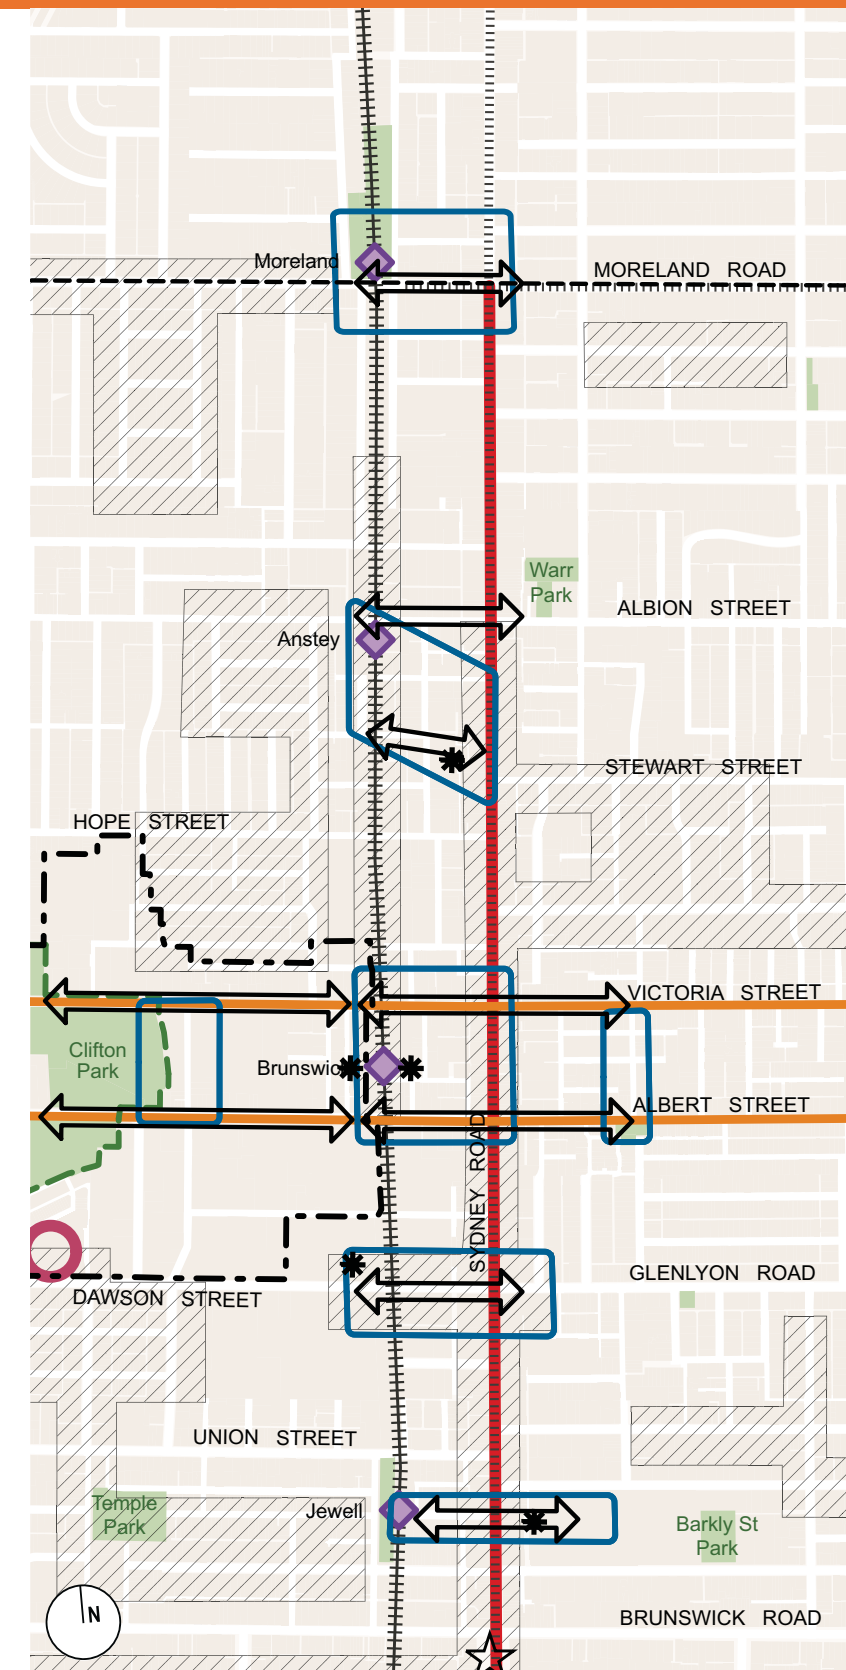 Moreland
MORELAND ROAD
Warr
Park
ALBION STREET
Anstey
STEWART STREET
HOPE STREET
VICTORIA STREET
Clifton
Park
Brunswic
ALBERT STREET
SYDNEY ROAD
GLENLYON ROAD
DAWSON STREET
UNION STREET
Temple
Park
Jewell
Barkly St
Park
N
BRUNSWICK ROAD